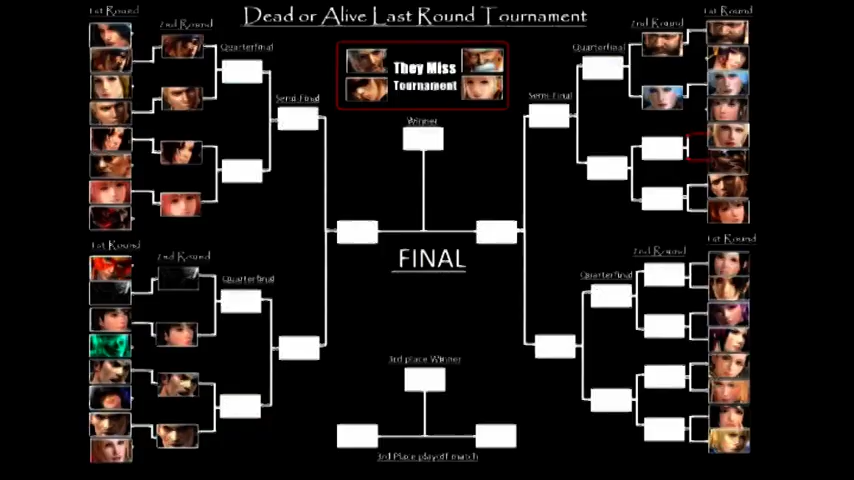 Dead or Alive Last Round Tournament
1st Round
2nd Round
Quarterfinal
Semi-Final
They Miss
Tournament
Winner
Semi-Final
Quarterfinal
2nd Round
1st Round
1st Round
2nd Round
Quarterfinal
FINAL
Quarterfinal
2nd Round
1st Round
3rd place Winner
3rd Place playoff match